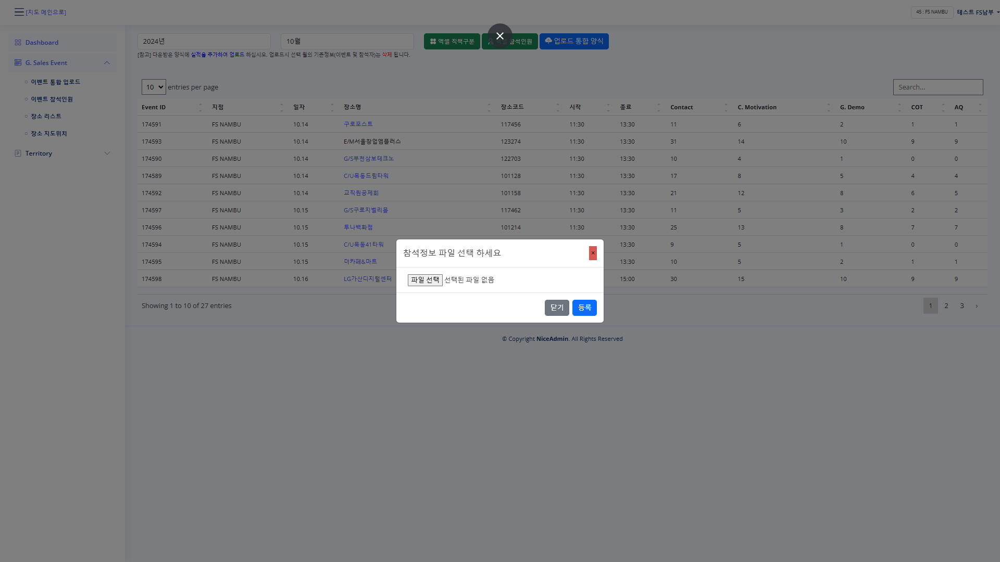 [지도 메인으로]
45 : FS NAMBU
테스트 FS남부
Dashboard
G. Sales Event
이벤트 통합 업로드
이벤트 참석인원
장소 리스트
장소 지도위치
Territory
2024년
10월
엑셀 직책구분
참석인원
업로드 통합 양식
[참고] 다운받은 양식에 실적을 추가하여 업로드 하십시오. 업로드시 선택 월의 기존정보(이벤트 및 참석자)는 삭제 됩니다.
10 entries per page
Search...
Event ID 지점 일자 장소명 장소코드 시작 종료 Contact C. Motivation G. Demo COT AQ
174591 FS NAMBU 10.14 구로포스트 117456 11:30 13:30 11 6 2 1 1
174593 FS NAMBU 10.14 E/M서울창업엠플러스 123274 11:30 13:30 31 14 10 9 9
174590 FS NAMBU 10.14 G/S부천삼보테크노 122703 11:30 13:30 10 4 1 0 0
174589 FS NAMBU 10.14 C/U목동드림타워 101128 11:30 13:30 17 8 5 4 4
174592 FS NAMBU 10.14 교직원공제회 101158 11:30 13:30 21 12 8 6 5
174597 FS NAMBU 10.15 G/S구로지밸리몰 117462 11:30 13:30 11 5 3 2 2
174596 FS NAMBU 10.15 투나백화점 101214 11:30 13:30 25 13 8 7 7
174594 FS NAMBU 10.15 C/U목동41타워 13:30 9 5 1 0 0
174595 FS NAMBU 10.15 더카페&마트 13:30 10 5 2 1 1
174598 FS NAMBU 10.16 LG가산디지털센터 15:00 30 15 10 9 9
참석정보 파일 선택 하세요
×
파일 선택 선택된 파일 없음
닫기
등록
Showing 1 to 10 of 27 entries
1 2 3 ›
© Copyright NiceAdmin. All Rights Reserved